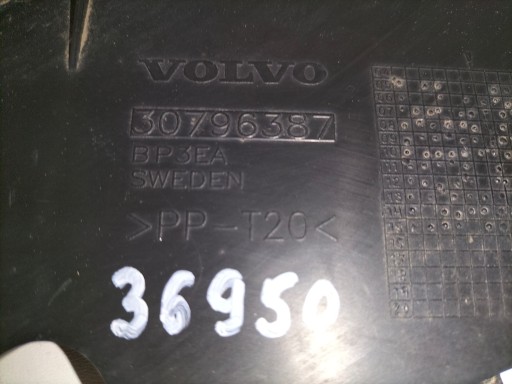 VOLVO
30796387
BP3EA
SWEDEN
>PP-T20<
36950